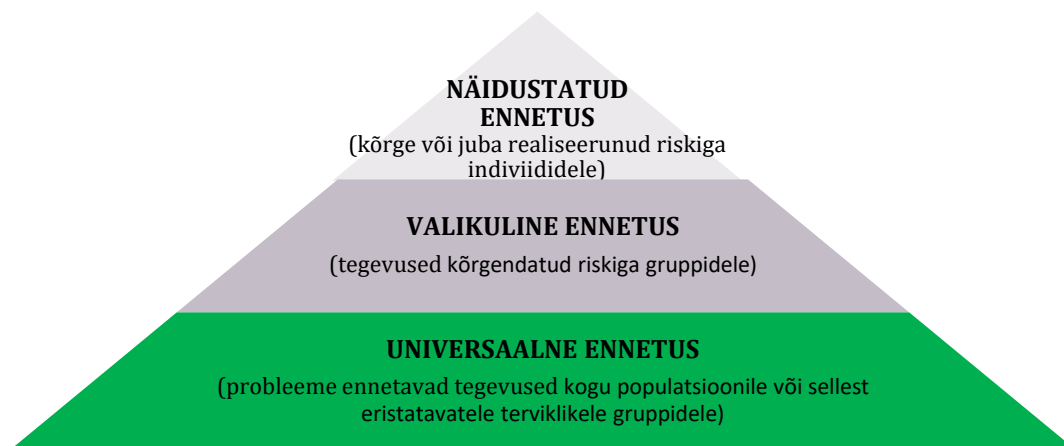 NÄIDUSTATUD
ENNETUS
(kõrge või juba realiseerunud riskiga
indiviididele)
VALIKULINE ENNETUS
(tegevused kõrgendatud riskiga gruppidele)
UNIVERSAALNE ENNETUS
(probleeme ennetavad tegevused kogu populatsioonile või sellest
eristatavatele terviklikele gruppidele)